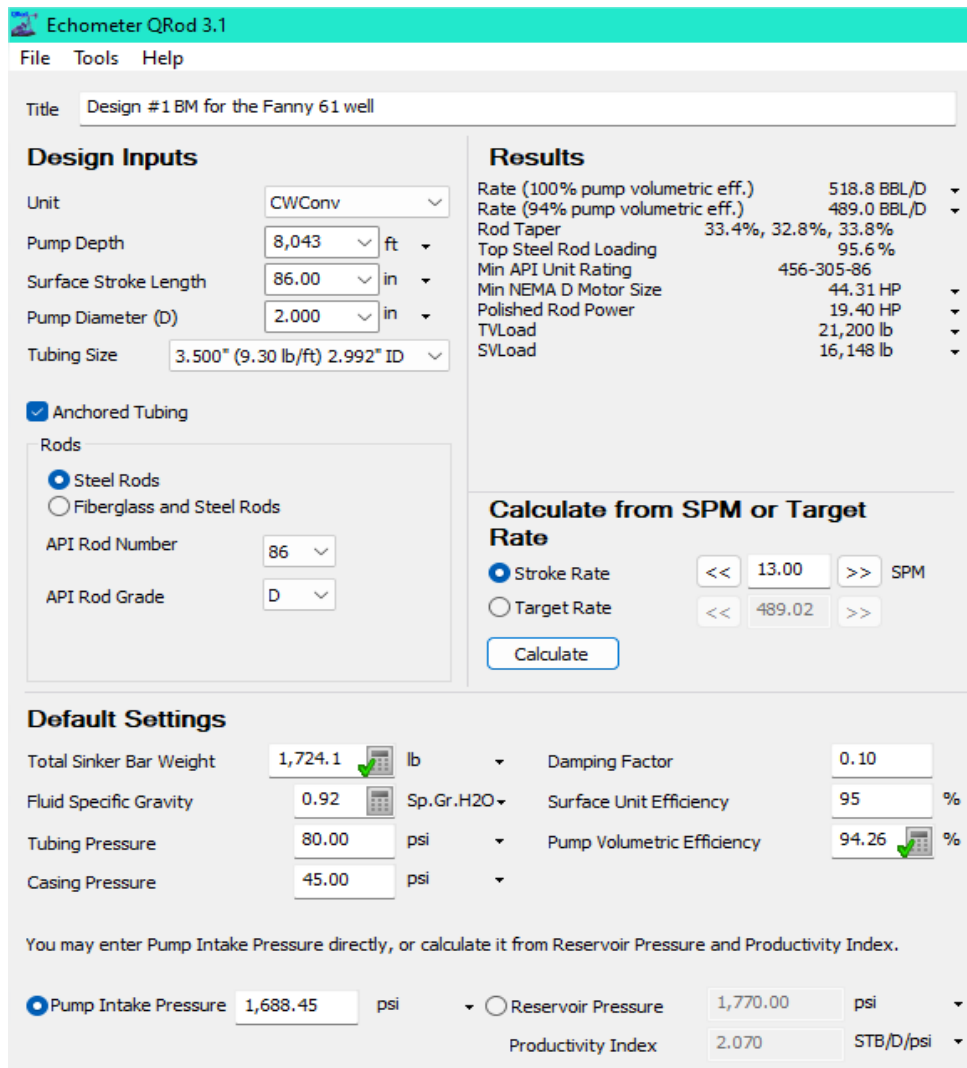 Echometer QRod 3.1
File Tools Help
Title Design #1 BM for the Fanny 61 well
Design Inputs
Unit CWConv
Pump Depth 8,043 ft
Surface Stroke Length 86.00 in
Pump Diameter (D) 2.000 in
Tubing Size 3.500" (9.30 lb/ft) 2.992" ID
Anchored Tubing
Rods
Steel Rods
Fiberglass and Steel Rods
API Rod Number 86
API Rod Grade D
Results
Rate (100% pump volumetric eff.) 518.8 BBL/D
Rate (94% pump volumetric eff.) 489.0 BBL/D
Rod Taper 33.4%, 32.8%, 33.8%
Top Steel Rod Loading 95.6%
Min API Unit Rating 456-305-86
Min NEMA D Motor Size 44.31 HP
Polished Rod Power 19.40 HP
TVLoad 21,200 lb
SVLoad 16,148 lb
Calculate from SPM or Target
Rate
Stroke Rate << 13.00 >> SPM
Target Rate << 489.02 >>
Calculate
Default Settings
Total Sinker Bar Weight 1,724.1 lb
Fluid Specific Gravity 0.92 Sp.Gr.H2O
Tubing Pressure 80.00 psi
Casing Pressure 45.00 psi
Damping Factor 0.10
Surface Unit Efficiency 95 %
Pump Volumetric Efficiency 94.26 %
You may enter Pump Intake Pressure directly, or calculate it from Reservoir Pressure and Productivity Index.
Pump Intake Pressure 1,688.45 psi
Reservoir Pressure 1,770.00 psi
Productivity Index 2.070 STB/D/psi